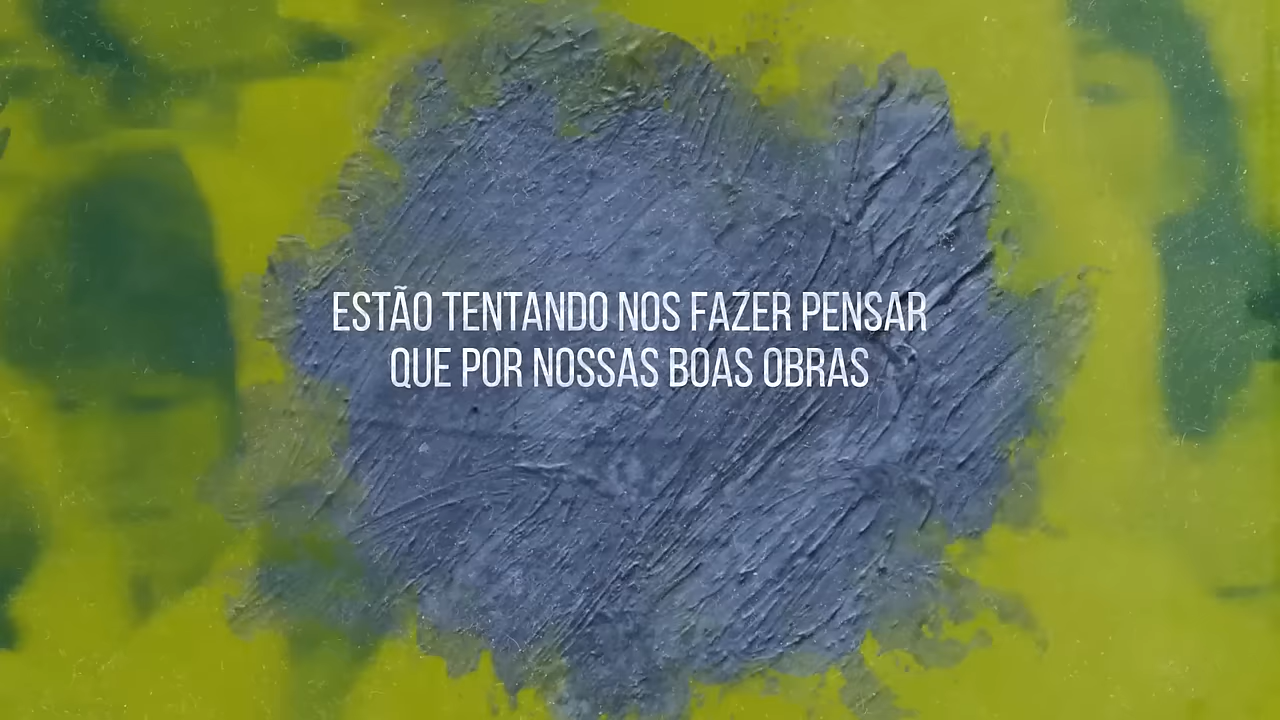 ESTÃO TENTANDO NOS FAZER PENSAR
QUE POR NOSSAS BOAS OBRAS